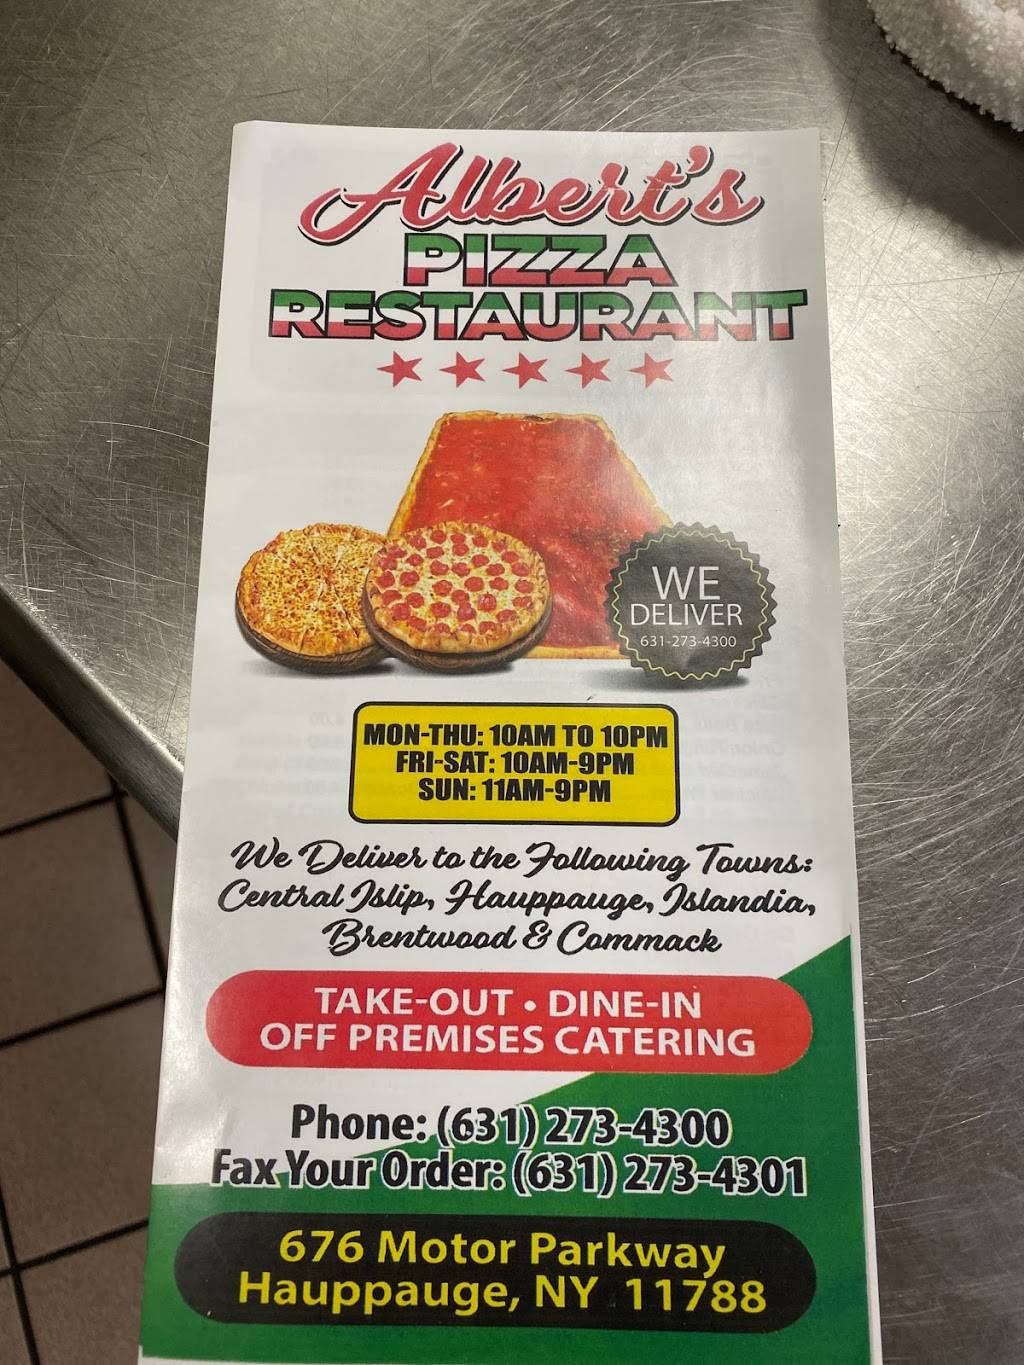 Albert's
PIZZA
RESTAURANT
WE
DELIVER
631-273-4300
MON-THU: 10AM TO 10PM
FRI-SAT: 10AM-9PM
SUN: 11AM-9PM
We Deliver to the Following Towns:
Central Islip, Hauppauge, Islandia,
Brentwood & Commack
TAKE-OUT • DINE-IN
OFF PREMISES CATERING
Phone: (631) 273-4300
Fax Your Order: (631) 273-4301
676 Motor Parkway
Hauppauge, NY 11788